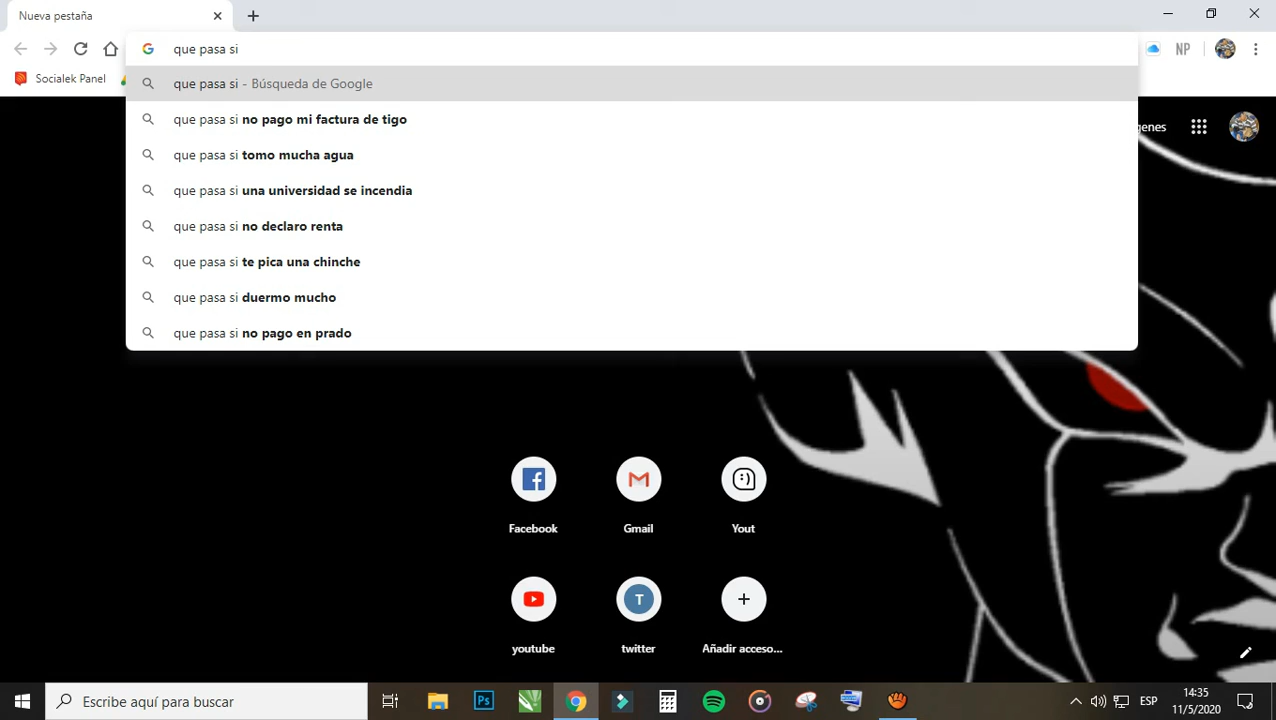 Nueva pestaña
que pasa si
NP
Socialek Panel
que pasa si - Búsqueda de Google
que pasa si no pago mi factura de tigo
que pasa si tomo mucha agua
que pasa si una universidad se incendia
que pasa si no declaro renta
que pasa si te pica una chinche
que pasa si duermo mucho
que pasa si no pago en prado
genes
Facebook
Gmail
Yout
T
youtube
twitter
Añadir acceso...
Escribe aquí para buscar
Ps
ESP
14:35
11/5/2020